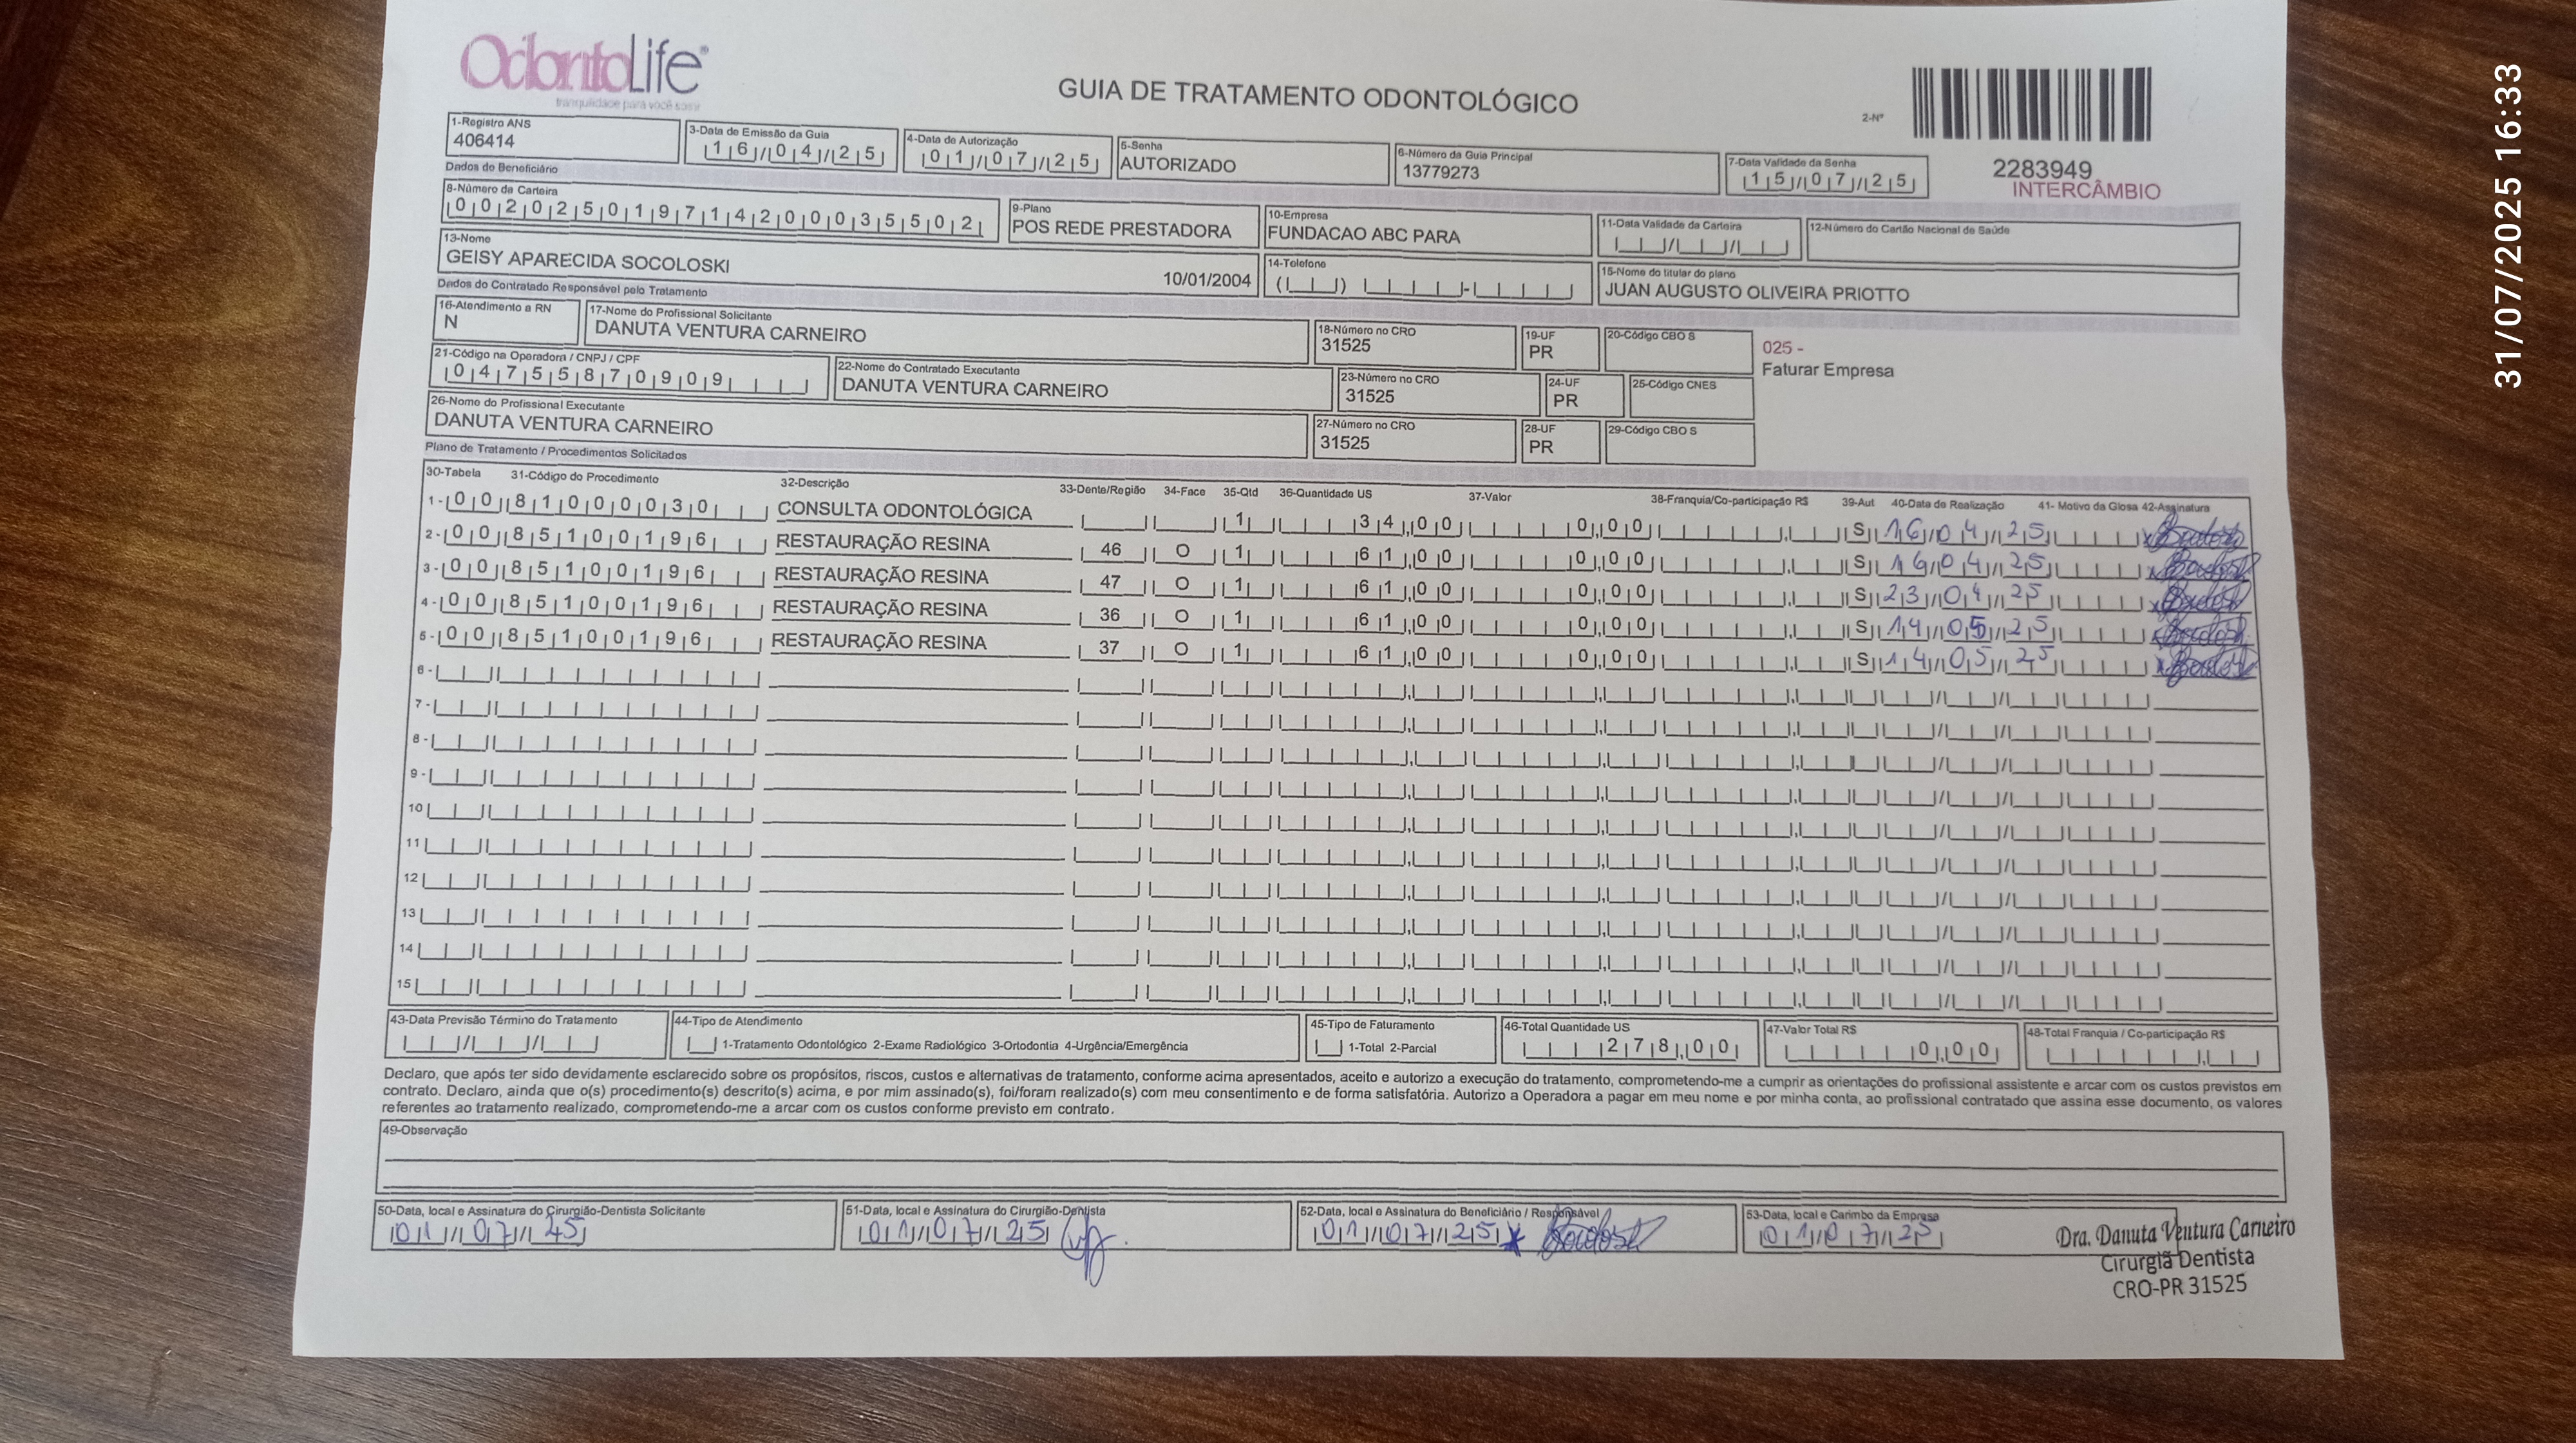 OdontoLife®
tranquilidade para você sorrir
GUIA DE TRATAMENTO ODONTOLÓGICO
2-Nº
2283949
INTERCÂMBIO
1-Registro ANS
406414
3-Data de Emissão da Guia
16/04/25
4-Data de Autorização
01/07/25
5-Senha
AUTORIZADO
6-Número da Guia Principal
13779273
7-Data Validade da Senha
15/07/25
Dados do Beneficiário
8-Número da Carteira
002025019714200035502
9-Plano
POS REDE PRESTADORA
10-Empresa
FUNDACAO ABC PARA
11-Data Validade da Carteira
12-Número do Cartão Nacional de Saúde
13-Nome
GEISY APARECIDA SOCOLOSKI 10/01/2004
14-Telefone
15-Nome do titular do plano
JUAN AUGUSTO OLIVEIRA PRIOTTO
Dados do Contratado Responsável pelo Tratamento
16-Atendimento a RN
N
17-Nome do Profissional Solicitante
DANUTA VENTURA CARNEIRO
18-Número no CRO
31525
19-UF
PR
20-Código CBO S
025 -
Faturar Empresa
21-Código na Operadora / CNPJ / CPF
04755870909
22-Nome do Contratado Executante
DANUTA VENTURA CARNEIRO
23-Número no CRO
31525
24-UF
PR
25-Código CNES
26-Nome do Profissional Executante
DANUTA VENTURA CARNEIRO
27-Número no CRO
31525
28-UF
PR
29-Código CBO S
Plano de Tratamento / Procedimentos Solicitados
30-Tabela 31-Código do Procedimento 32-Descrição 33-Dente/Região 34-Face 35-Qtd 36-Quantidade US 37-Valor 38-Franquia/Co-participação R$ 39-Aut 40-Data de Realização 41- Motivo da Glosa 42-Assinatura
1- 00 81000030 CONSULTA ODONTOLÓGICA 1 34,00 0,00 S 16/04/25
2- 00 85100196 RESTAURAÇÃO RESINA 46 O 1 61,00 0,00 S 16/04/25
3- 00 85100196 RESTAURAÇÃO RESINA 47 O 1 61,00 0,00 S 23/04/25
4- 00 85100196 RESTAURAÇÃO RESINA 36 O 1 61,00 0,00 S 14/05/25
5- 00 85100196 RESTAURAÇÃO RESINA 37 O 1 61,00 0,00 S 14/05/25
6-
7-
8-
9-
10
11
12
13
14
15
43-Data Previsão Término do Tratamento
44-Tipo de Atendimento
1-Tratamento Odontológico 2-Exame Radiológico 3-Ortodontia 4-Urgência/Emergência
45-Tipo de Faturamento
1-Total 2-Parcial
46-Total Quantidade US
278,00
47-Valor Total R$
0,00
48-Total Franquia / Co-participação R$
Declaro, que após ter sido devidamente esclarecido sobre os propósitos, riscos, custos e alternativas de tratamento, conforme acima apresentados, aceito e autorizo a execução do tratamento, comprometendo-me a cumprir as orientações do profissional assistente e arcar com os custos previstos em
contrato. Declaro, ainda que o(s) procedimento(s) descrito(s) acima, e por mim assinado(s), foi/foram realizado(s) com meu consentimento e de forma satisfatória. Autorizo a Operadora a pagar em meu nome e por minha conta, ao profissional contratado que assina esse documento, os valores
referentes ao tratamento realizado, comprometendo-me a arcar com os custos conforme previsto em contrato.
49-Observação
50-Data, local e Assinatura do Cirurgião-Dentista Solicitante
01/07/25
51-Data, local e Assinatura do Cirurgião-Dentista
01/07/25
52-Data, local e Assinatura do Beneficiário / Responsável
01/07/25
53-Data, local e Carimbo da Empresa
01/07/25
Dra. Danuta Ventura Carneiro
Cirurgiã Dentista
CRO-PR 31525
31/07/2025 16:33